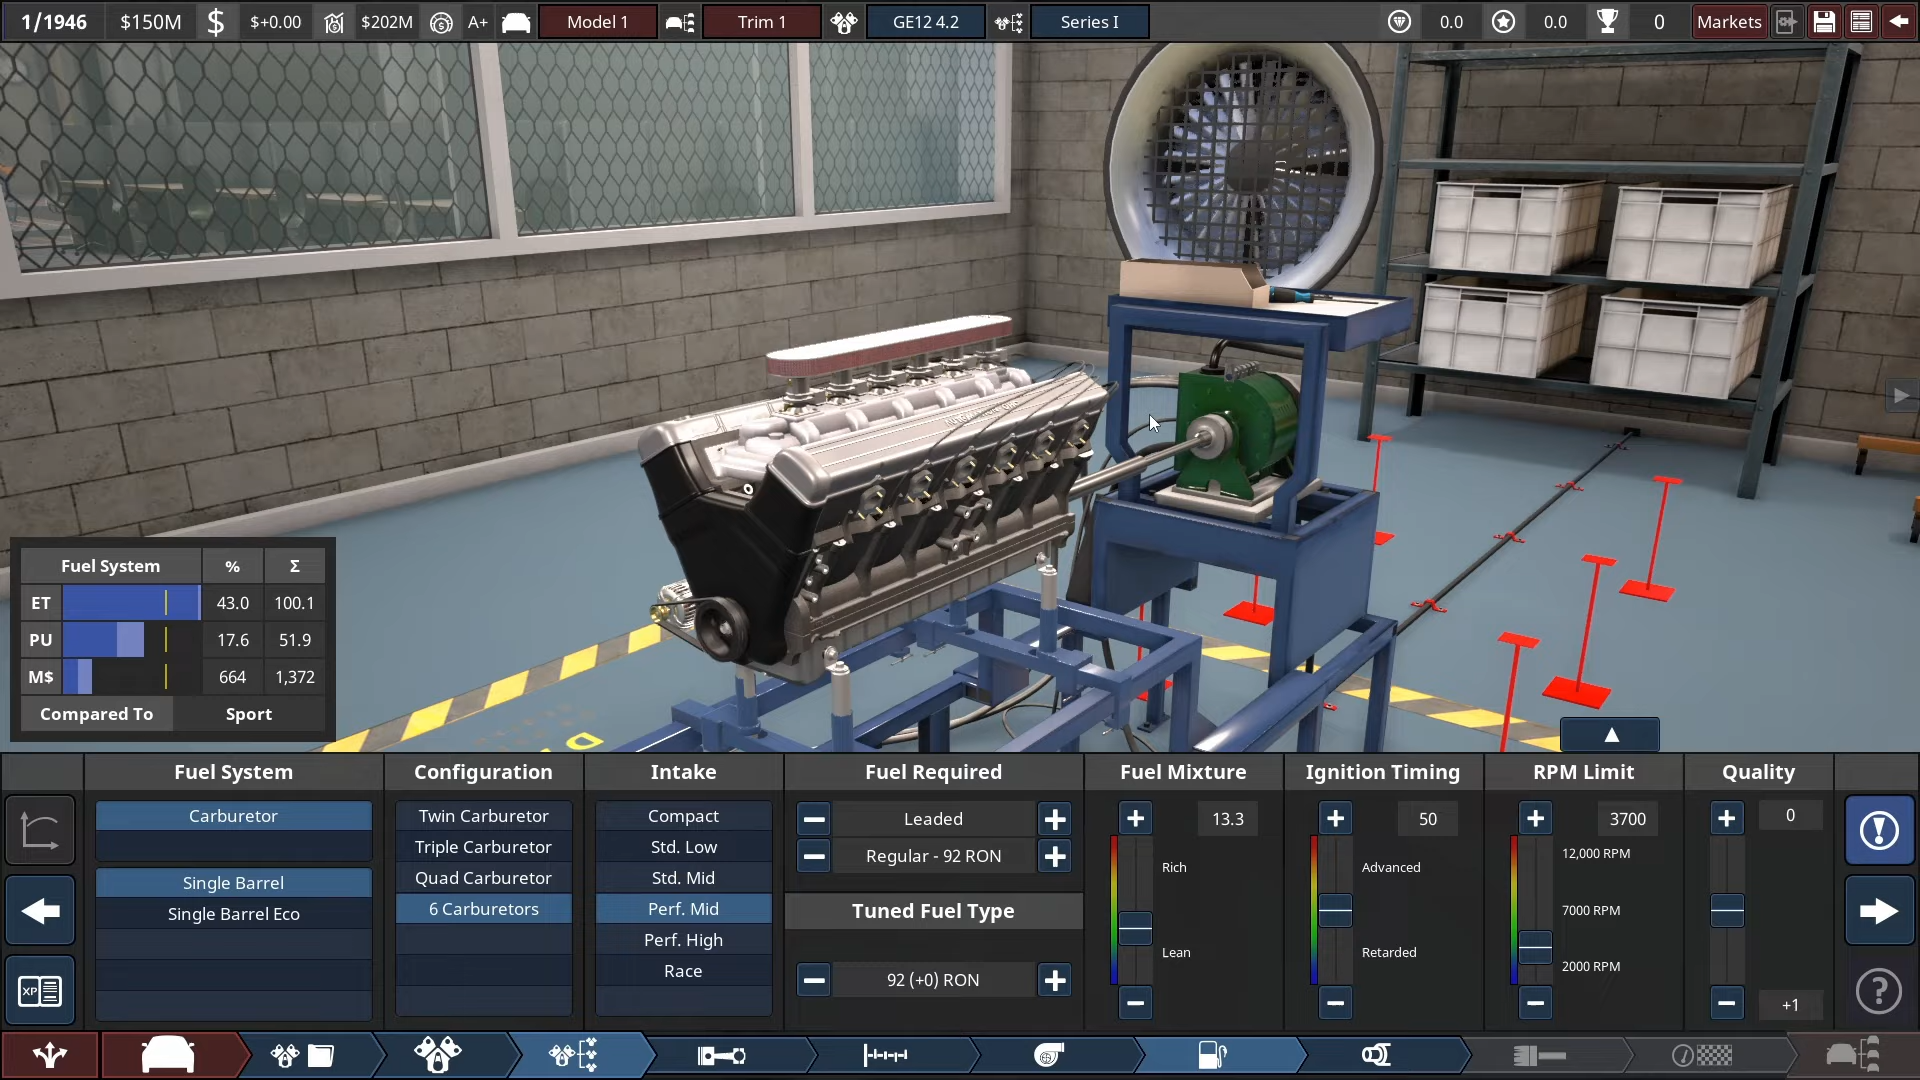 1/1946 $150M $+0.00 $202M A+ Model 1 Trim 1 GE12 4.2 Series I 0.0 0.0 0 Markets
Fuel System % Σ
ET 43.0 100.1
PU 17.6 51.9
M$ 664 1,372
Compared To Sport
Fuel System
Carburetor
Single Barrel
Single Barrel Eco
Configuration
Twin Carburetor
Triple Carburetor
Quad Carburetor
6 Carburetors
Intake
Compact
Std. Low
Std. Mid
Perf. Mid
Perf. High
Race
Fuel Required
Leaded
Regular - 92 RON
Tuned Fuel Type
92 (+0) RON
Fuel Mixture
13.3
Rich
Lean
Ignition Timing
50
Advanced
Retarded
RPM Limit
3700
12,000 RPM
7000 RPM
2000 RPM
Quality
0
+1
XP